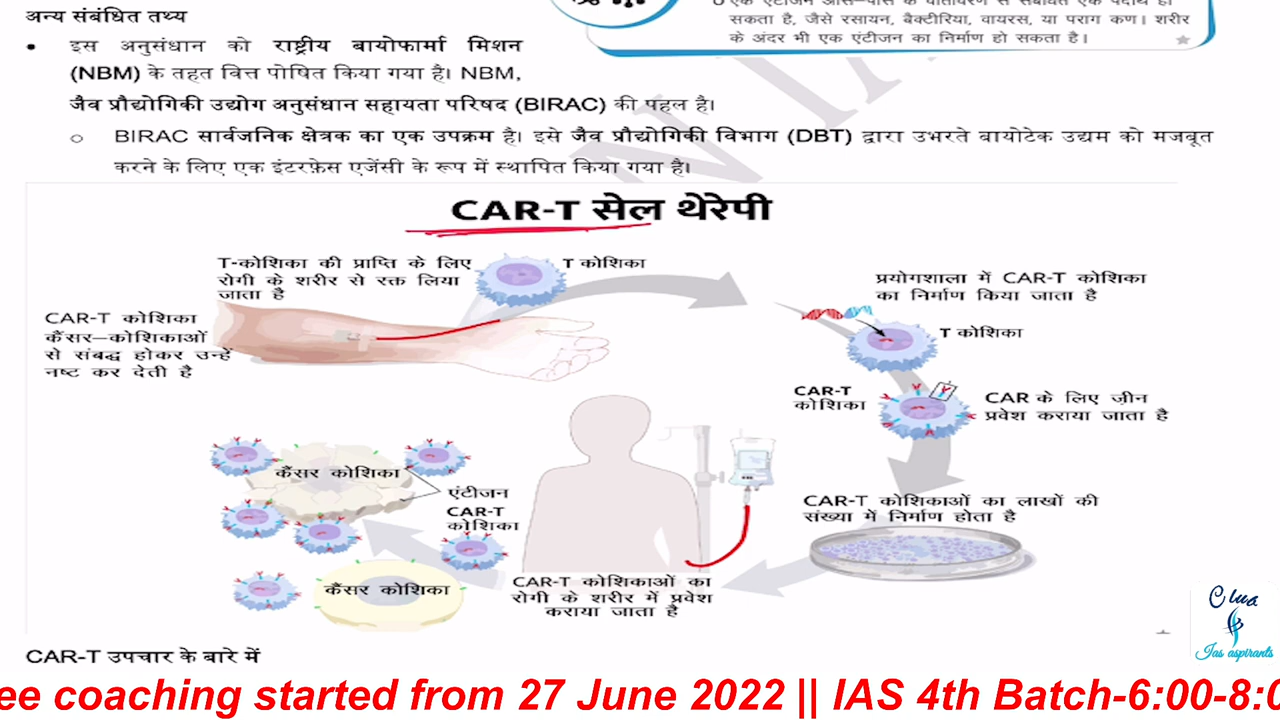 अन्य संबंधित तथ्य
सकता है, जैसे रसायन, बैक्टीरिया, वायरस, या पराग कण। शरीर
के अंदर भी एक एंटीजन का निर्माण हो सकता है।
• इस अनुसंधान को राष्ट्रीय बायोफार्मा मिशन
(NBM) के तहत वित्त पोषित किया गया है। NBM,
जैव प्रौद्योगिकी उद्योग अनुसंधान सहायता परिषद (BIRAC) की पहल है।
o BIRAC सार्वजनिक क्षेत्रक का एक उपक्रम है। इसे जैव प्रौद्योगिकी विभाग (DBT) द्वारा उभरते बायोटेक उद्यम को मजबूत
करने के लिए एक इंटरफ़ेस एजेंसी के रूप में स्थापित किया गया है।
CAR-T सेल थेरेपी
T-कोशिका की प्राप्ति के लिए
रोगी के शरीर से रक्त लिया
जाता है
T कोशिका
प्रयोगशाला में CAR-T कोशिका
का निर्माण किया जाता है
T कोशिका
CAR-T कोशिका
कैंसर–कोशिकाओं
से संबद्ध होकर उन्हें
नष्ट कर देती है
CAR-T
कोशिका
CAR के लिए जीन
प्रवेश कराया जाता है
कैंसर कोशिका
एंटीजन
CAR-T
कोशिका
CAR-T कोशिकाओं का लाखों की
संख्या में निर्माण होता है
कैंसर कोशिका
CAR-T कोशिकाओं का
रोगी के शरीर में प्रवेश
कराया जाता है
CAR-T उपचार के बारे में
Clue
Ias aspirants
ee coaching started from 27 June 2022 || IAS 4th Batch-6:00-8:0